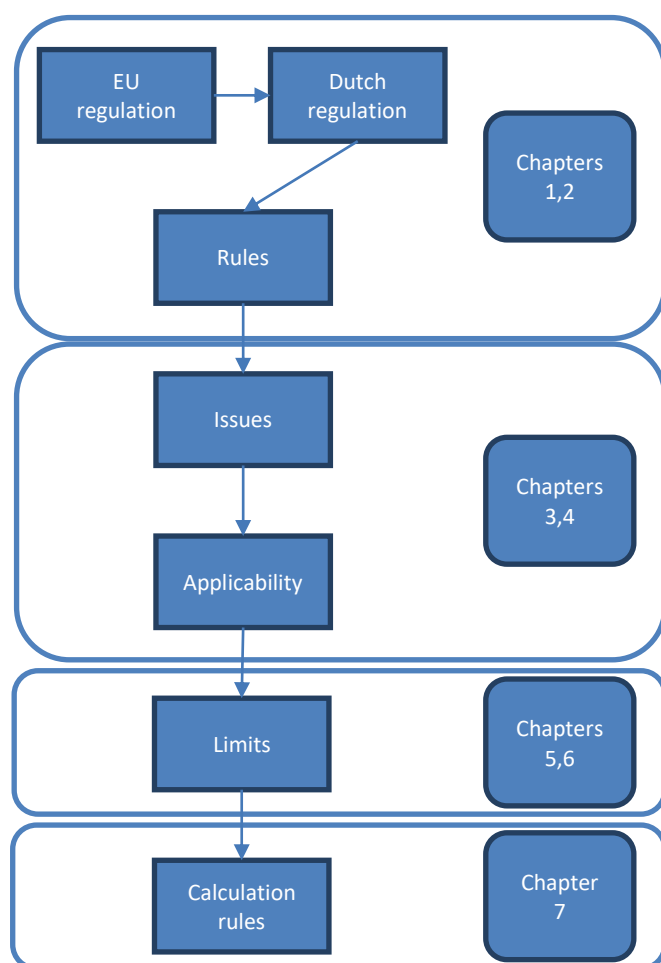 EU
regulation
Dutch
regulation
Chapters
1,2
Rules
Issues
Chapters
3,4
Applicability
Limits
Chapters
5,6
Calculation
rules
Chapter
7